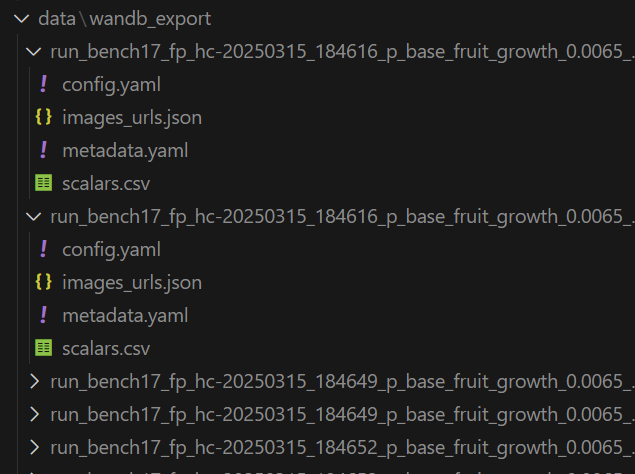 data\wandb_export
run_bench17_fp_hc-20250315_184616_p_base_fruit_growth_0.0065_...
config.yaml
images_urls.json
metadata.yaml
scalars.csv
run_bench17_fp_hc-20250315_184616_p_base_fruit_growth_0.0065_...
config.yaml
images_urls.json
metadata.yaml
scalars.csv
run_bench17_fp_hc-20250315_184649_p_base_fruit_growth_0.0065_...
run_bench17_fp_hc-20250315_184649_p_base_fruit_growth_0.0065_...
run_bench17_fp_hc-20250315_184652_p_base_fruit_growth_0.0065_...